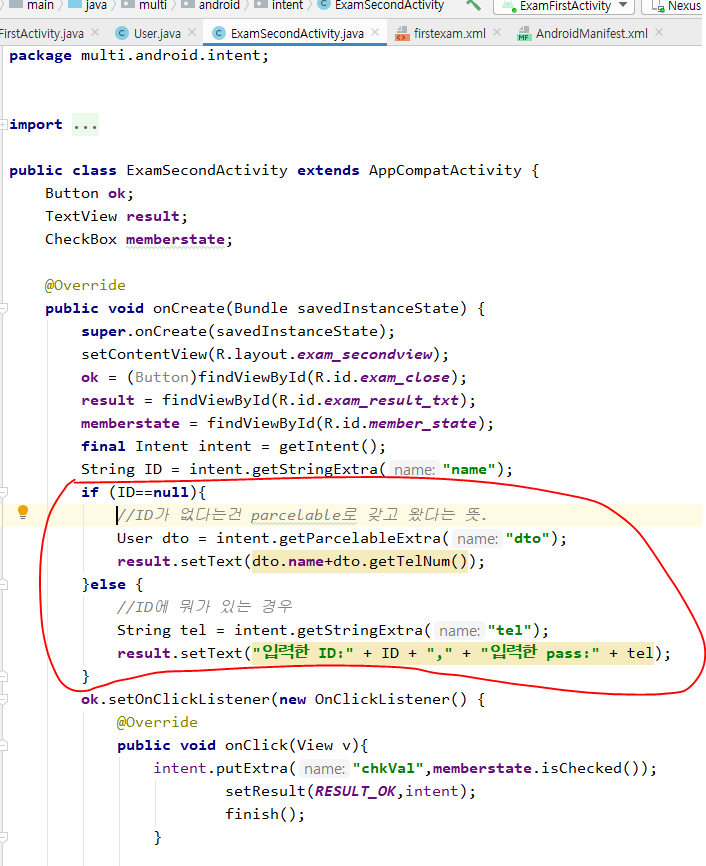 main java multi android intent ExamSecondActivity ExamFirstActivity Nexus
FirstActivity.java User.java ExamSecondActivity.java firstexam.xml AndroidManifest.xml
package multi.android.intent;
import ...
public class ExamSecondActivity extends AppCompatActivity {
Button ok;
TextView result;
CheckBox memberstate;
@Override
public void onCreate(Bundle savedInstanceState) {
super.onCreate(savedInstanceState);
setContentView(R.layout.exam_secondview);
ok = (Button)findViewById(R.id.exam_close);
result = findViewById(R.id.exam_result_txt);
memberstate = findViewById(R.id.member_state);
final Intent intent = getIntent();
String ID = intent.getStringExtra( name: "name");
if (ID==null){
//ID가 없다는건 parcelable로 갖고 왔다는 뜻.
User dto = intent.getParcelableExtra( name: "dto");
result.setText(dto.name+dto.getTelNum());
}else {
//ID에 뭐가 있는 경우
String tel = intent.getStringExtra( name: "tel");
result.setText("입력한 ID:" + ID + "," + "입력한 pass:" + tel);
}
ok.setOnClickListener(new OnClickListener() {
@Override
public void onClick(View v){
intent.putExtra( name: "chkVal",memberstate.isChecked());
setResult(RESULT_OK,intent);
finish();
}